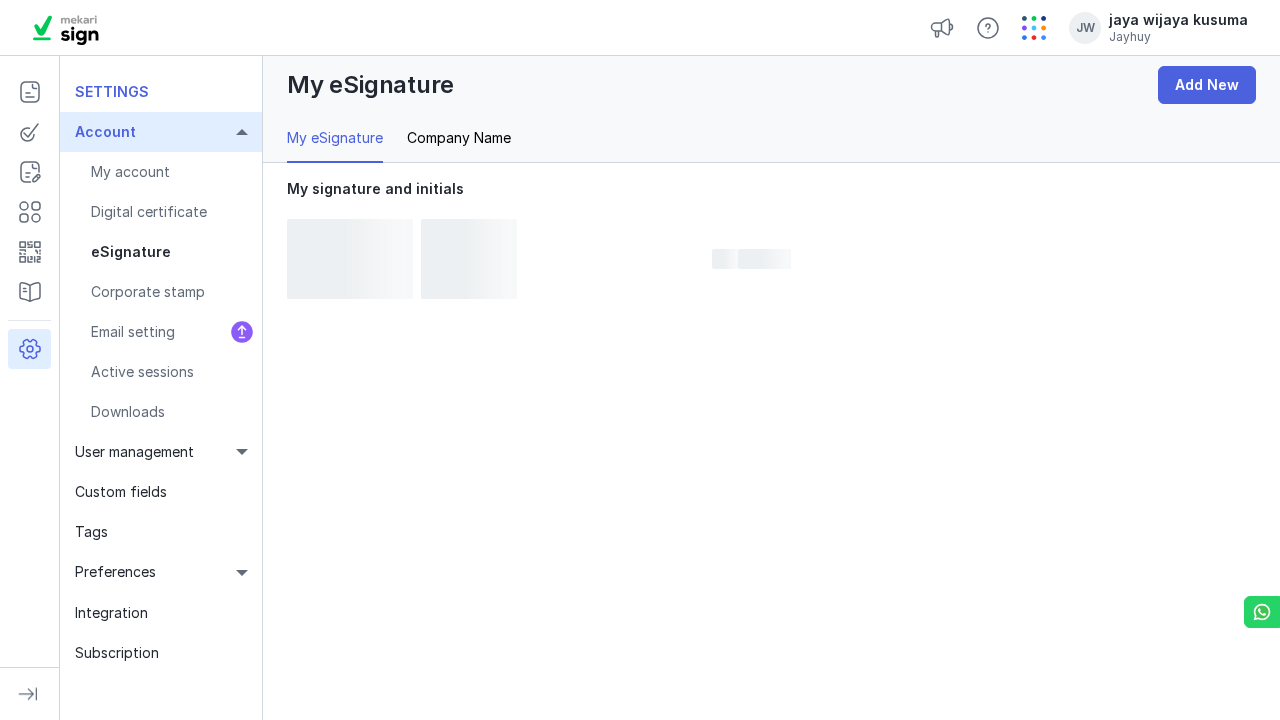 mekari
sign
JW
jaya wijaya kusuma
Jayhuy
SETTINGS
Account
My account
Digital certificate
eSignature
Corporate stamp
Email setting
Active sessions
Downloads
User management
Custom fields
Tags
Preferences
Integration
Subscription
My eSignature
Add New
My eSignature
Company Name
My signature and initials